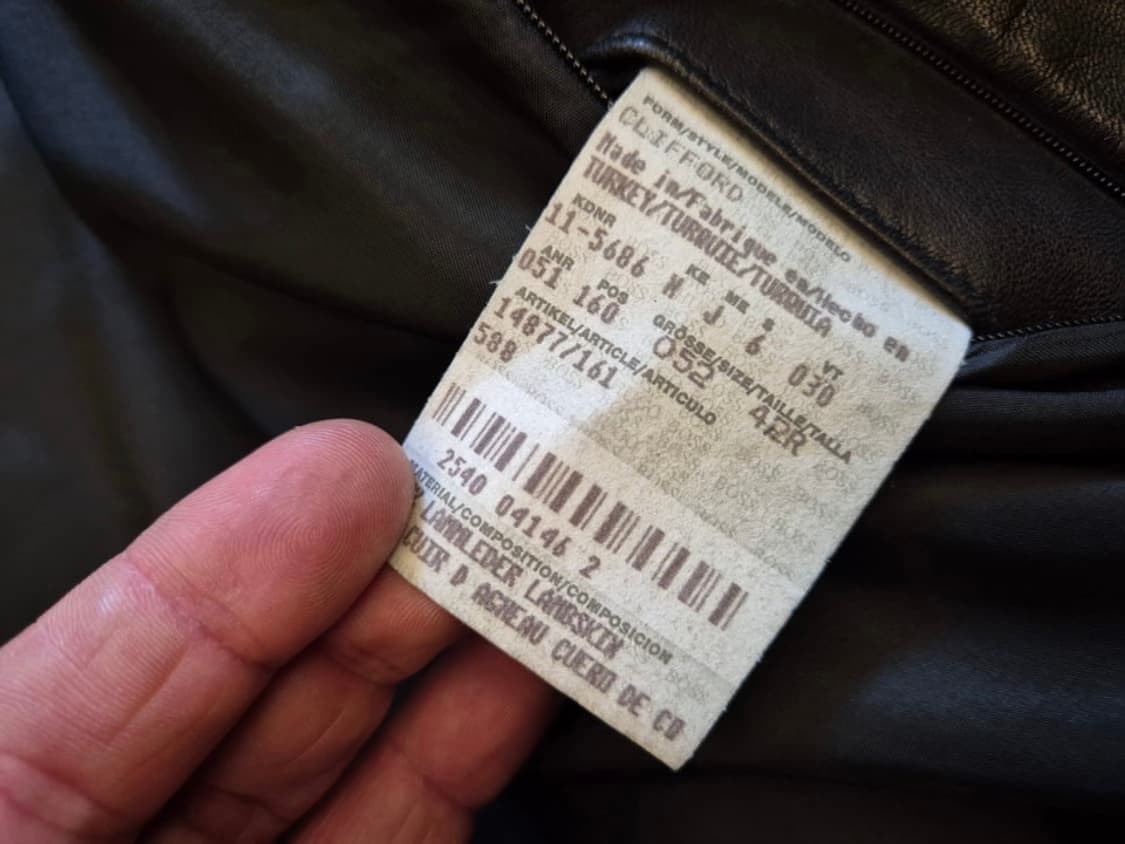 FORM/STYLE/MODELE/MODELO
CLIFFORD
Made in/Fabrique en/Hecho en
TURKEY/TURQUIE/TURQUIA
KDNR KE ME S VT
11-5686 N J 6 030
ANR POS GRÖSSE/SIZE/TAILLE/TALLA
051 160 052 42R
ARTIKEL/ARTICLE/ARTICULO
14877/161
588
2540 04146 2
MATERIAL/COMPOSITION/COMPOSICION
LAMMLEDER LAMBSKIN
CUIR D AGNEAU CUERO DE CO